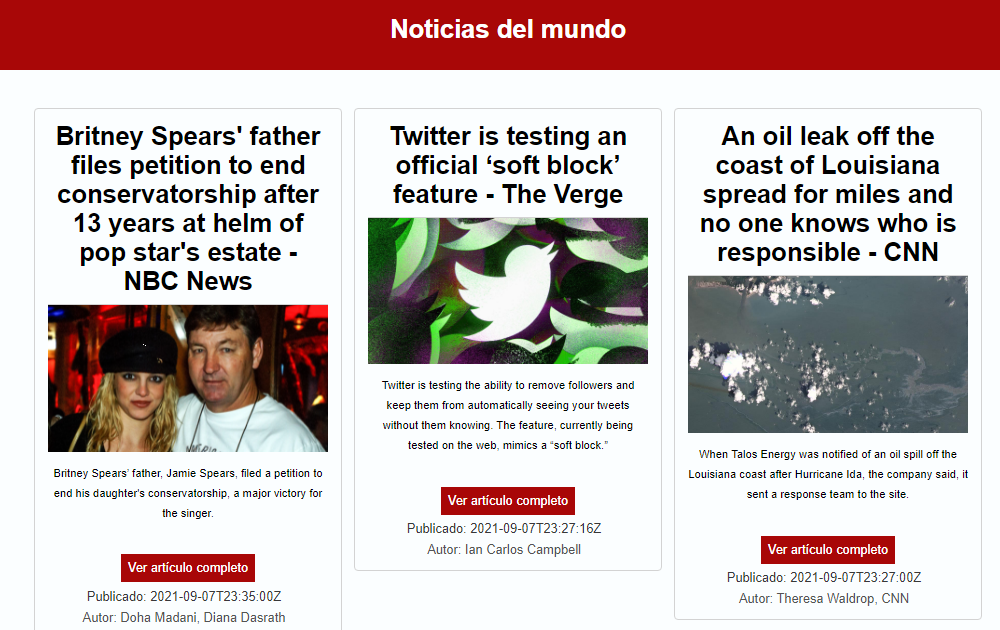 Noticias del mundo
Britney Spears' father
files petition to end
conservatorship after
13 years at helm of
pop star's estate -
NBC News
Britney Spears’ father, Jamie Spears, filed a petition to
end his daughter's conservatorship, a major victory for
the singer.
Ver artículo completo
Publicado: 2021-09-07T23:35:00Z
Autor: Doha Madani, Diana Dasrath
Twitter is testing an
official ‘soft block’
feature - The Verge
Twitter is testing the ability to remove followers and
keep them from automatically seeing your tweets
without them knowing. The feature, currently being
tested on the web, mimics a “soft block.”
Ver artículo completo
Publicado: 2021-09-07T23:27:16Z
Autor: Ian Carlos Campbell
An oil leak off the
coast of Louisiana
spread for miles and
no one knows who is
responsible - CNN
When Talos Energy was notified of an oil spill off the
Louisiana coast after Hurricane Ida, the company said, it
sent a response team to the site.
Ver artículo completo
Publicado: 2021-09-07T23:27:00Z
Autor: Theresa Waldrop, CNN